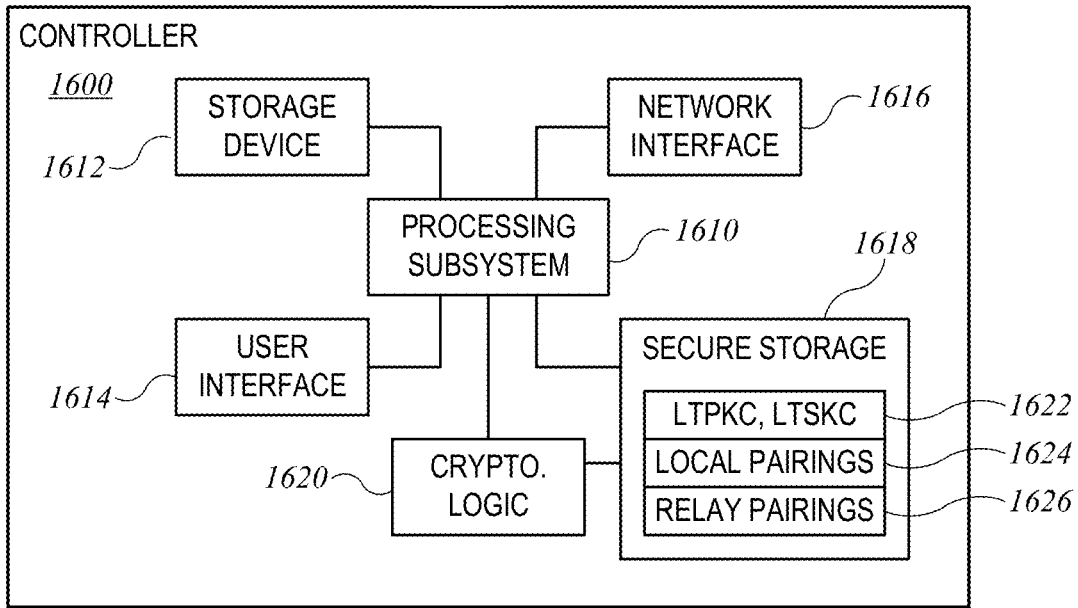 CONTROLLER
1600
STORAGE
DEVICE
1612
NETWORK
INTERFACE
1616
PROCESSING
SUBSYSTEM
1610
1618
USER
INTERFACE
1614
SECURE STORAGE
LTPKC, LTSKC
1622
LOCAL PAIRINGS
1624
RELAY PAIRINGS
1626
CRYPTO.
LOGIC
1620